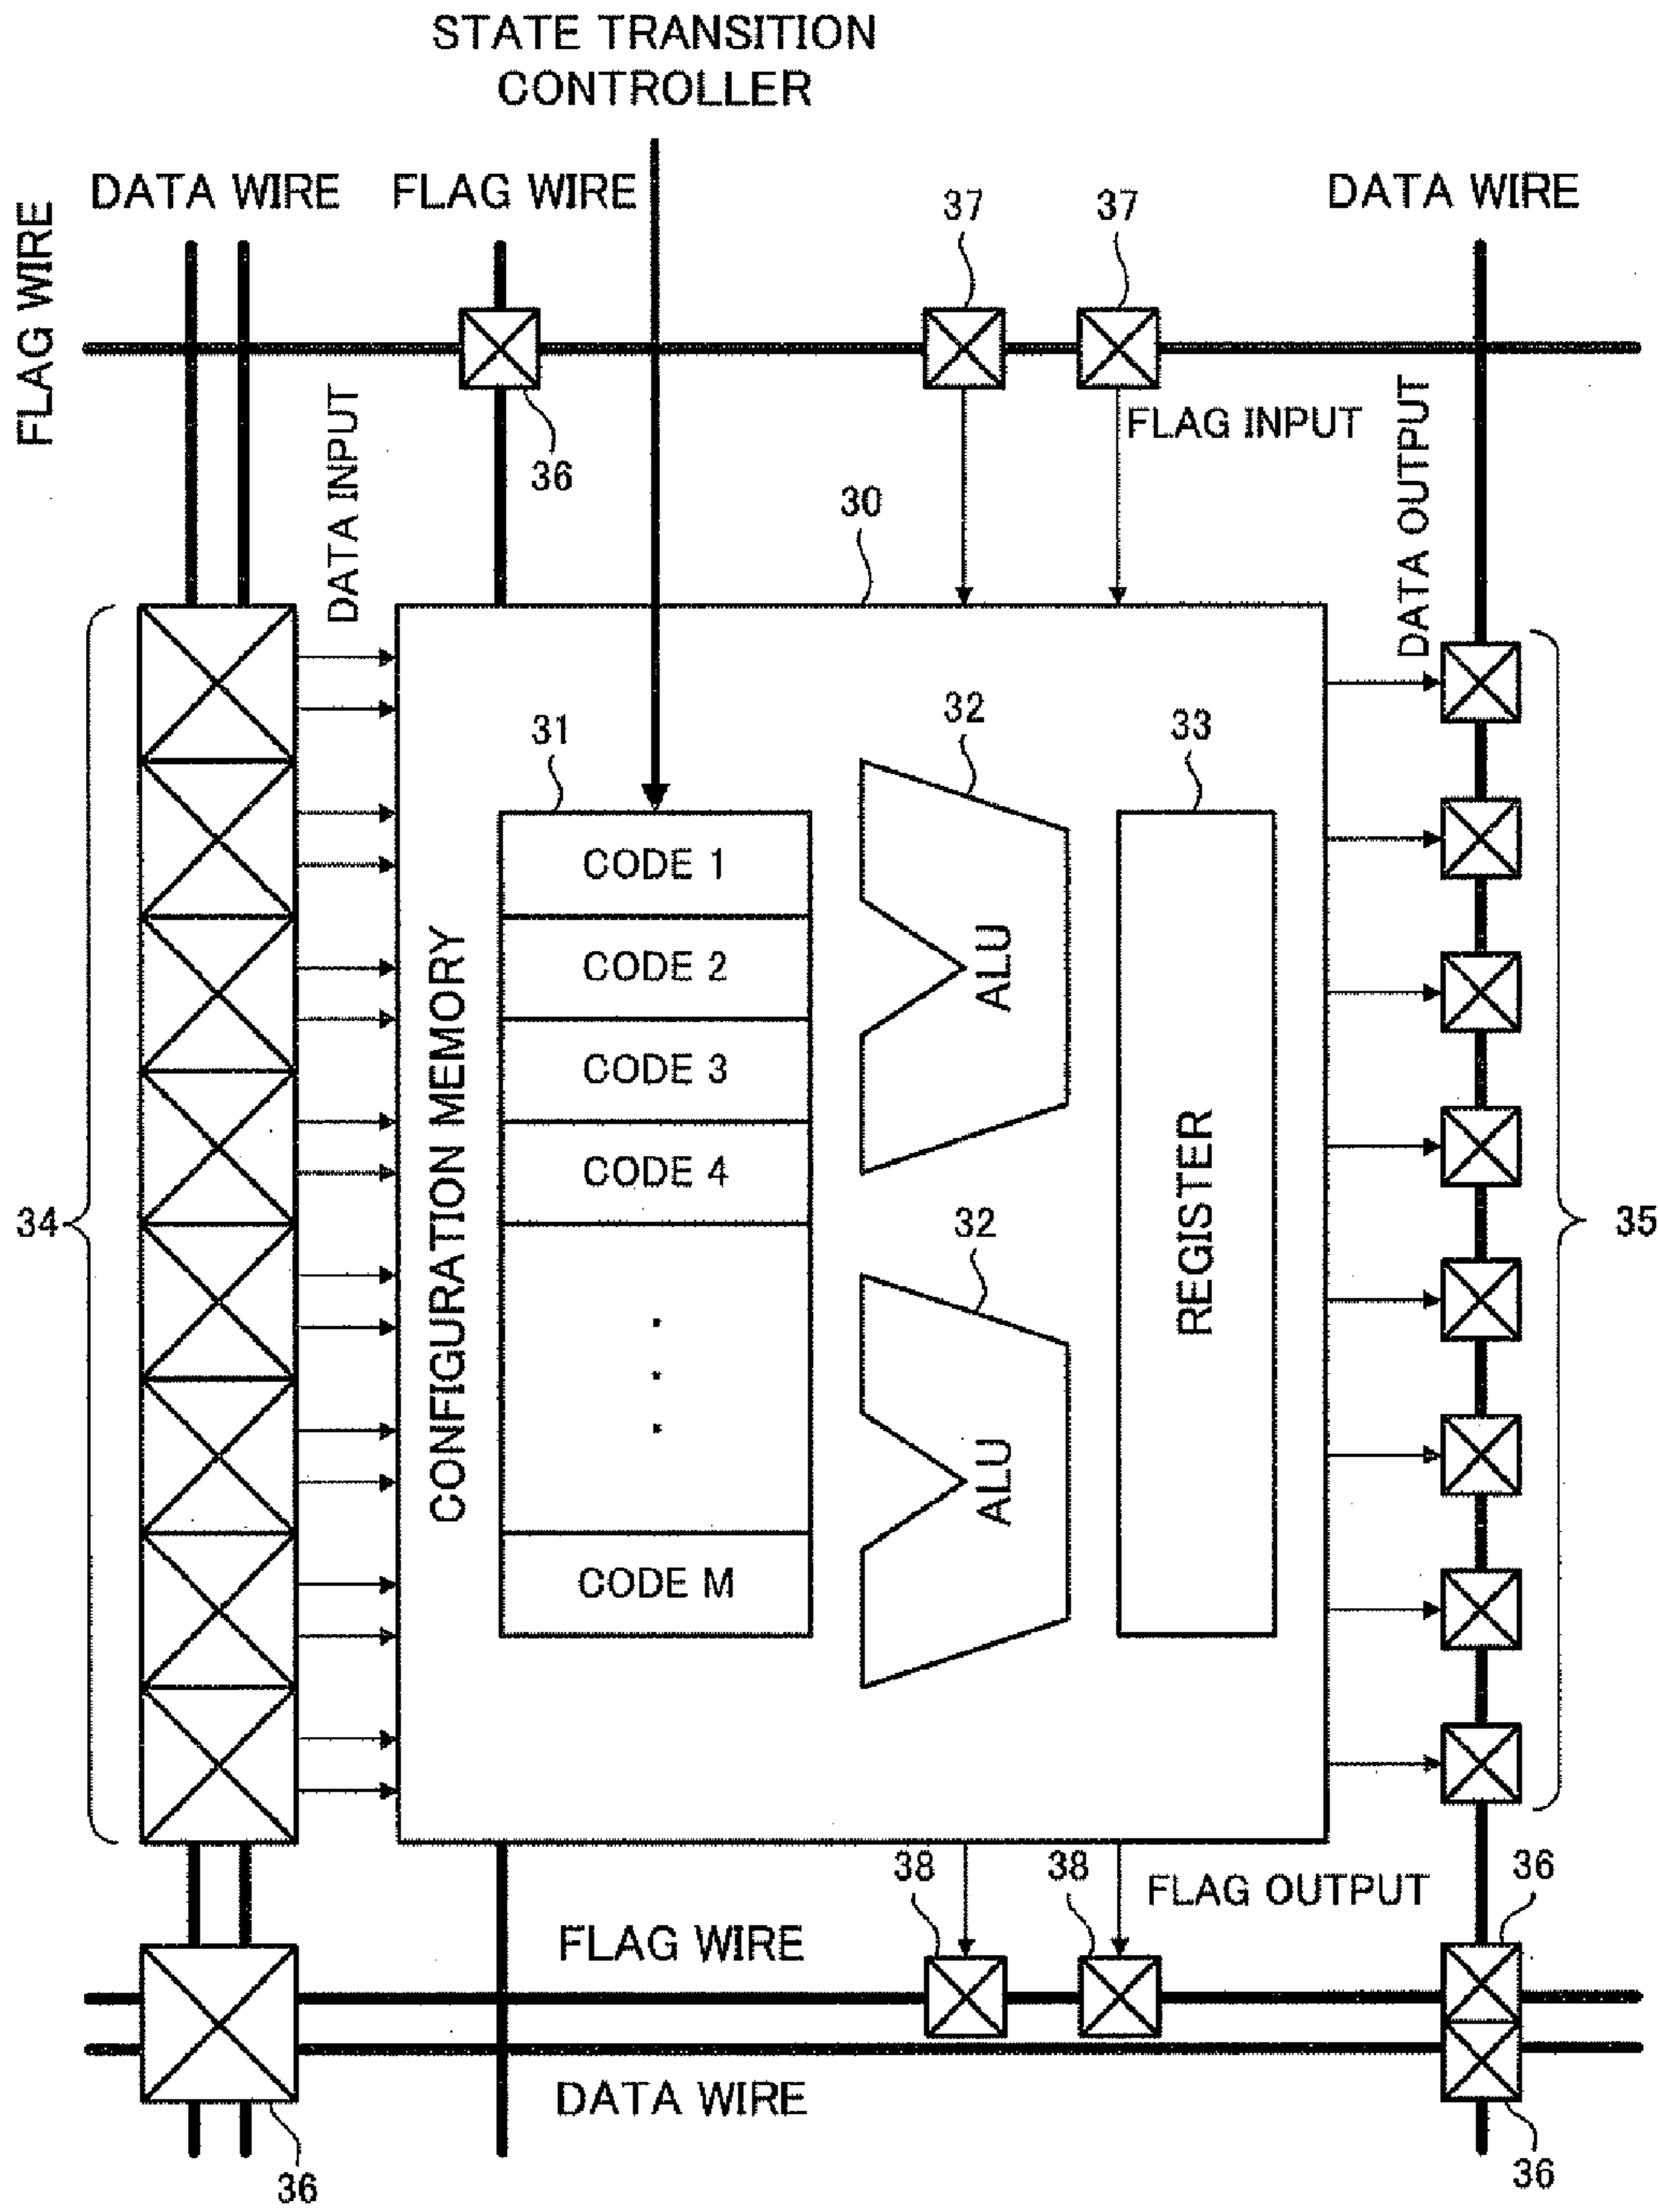 STATE TRANSITION
CONTROLLER
DATA WIRE
FLAG WIRE
37
37
DATA WIRE
FLAG WIRE
36
DATA INPUT
FLAG INPUT
DATA OUTPUT
30
31
32
33
CONFIGURATION MEMORY
CODE 1
CODE 2
CODE 3
CODE 4
CODE M
ALU
32
ALU
REGISTER
34
35
38
38
FLAG OUTPUT
36
FLAG WIRE
DATA WIRE
36
36